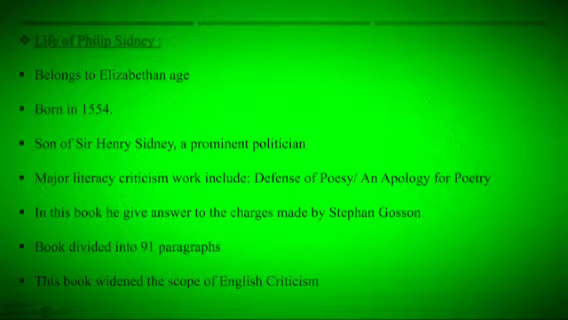 Life of Philip Sidney :
Belongs to Elizabethan age
Born in 1554.
Son of Sir Henry Sidney, a prominent politician
Major literacy criticism work include: Defense of Poesy/ An Apology for Poetry
In this book he give answer to the charges made by Stephan Gosson
Book divided into 91 paragraphs
This book widened the scope of English Criticism